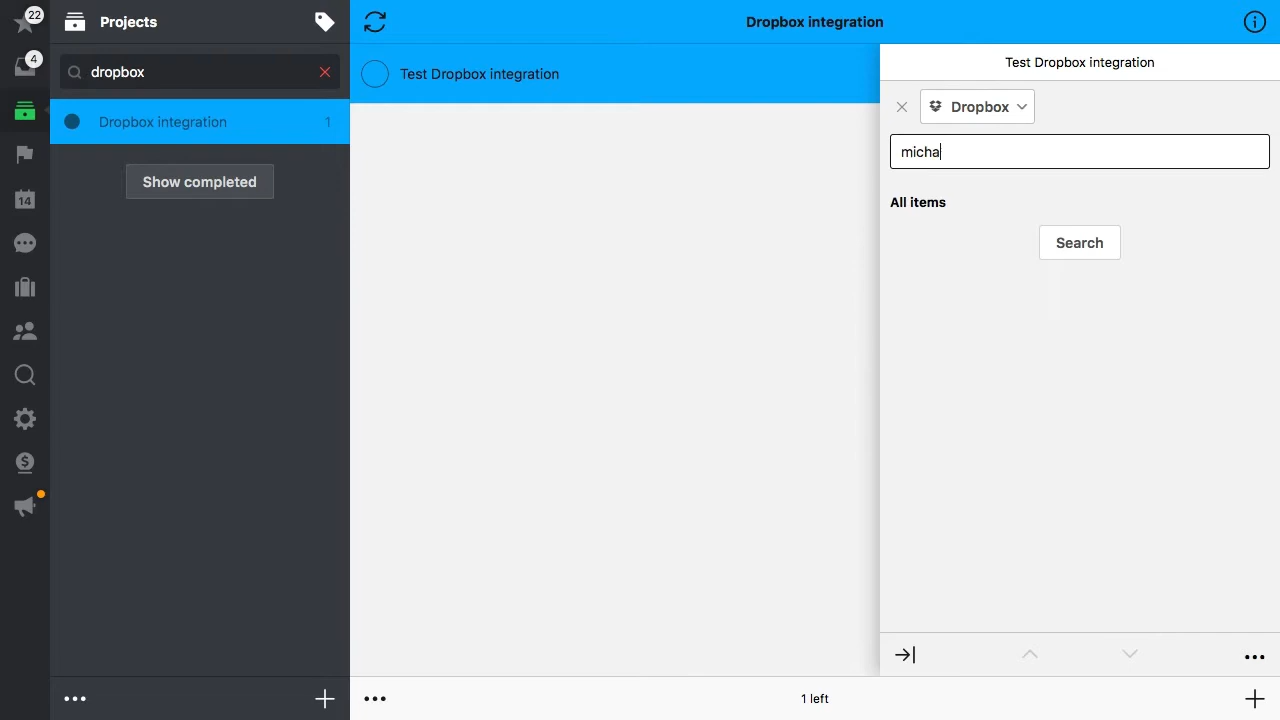 22
Projects
Dropbox integration
4
dropbox
Test Dropbox integration
Test Dropbox integration
Dropbox
Dropbox integration 1
micha
Show completed
14
All items
Search
1 left